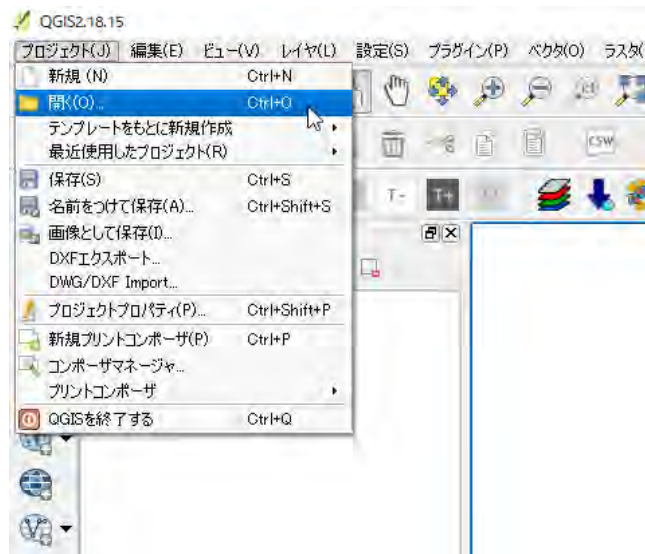 QGIS2.18.15
プロジェクト(J) 編集(E) ビュー(V) レイヤ(L) 設定(S) プラグイン(P) ベクタ(O) ラスタ(
新規 (N) Ctrl+N
開く(O)... Ctrl+O
テンプレートをもとに新規作成
最近使用したプロジェクト(R)
保存(S) Ctrl+S
CSW
名前をつけて保存(A)... Ctrl+Shift+S
T- T+
画像として保存(I)...
DXFエクスポート...
DWG/DXF Import...
プロジェクトプロパティ(P)... Ctrl+Shift+P
新規プリントコンポーザ(P) Ctrl+P
コンポーザマネージャ...
プリントコンポーザ
QGISを終了する Ctrl+Q